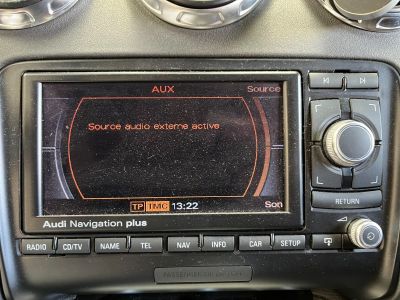 AUX
Source
Source audio externe active
TP TMC 13:22
Son
Audi Navigation plus
RETURN
RADIO CD/TV NAME TEL NAV INFO CAR SETUP